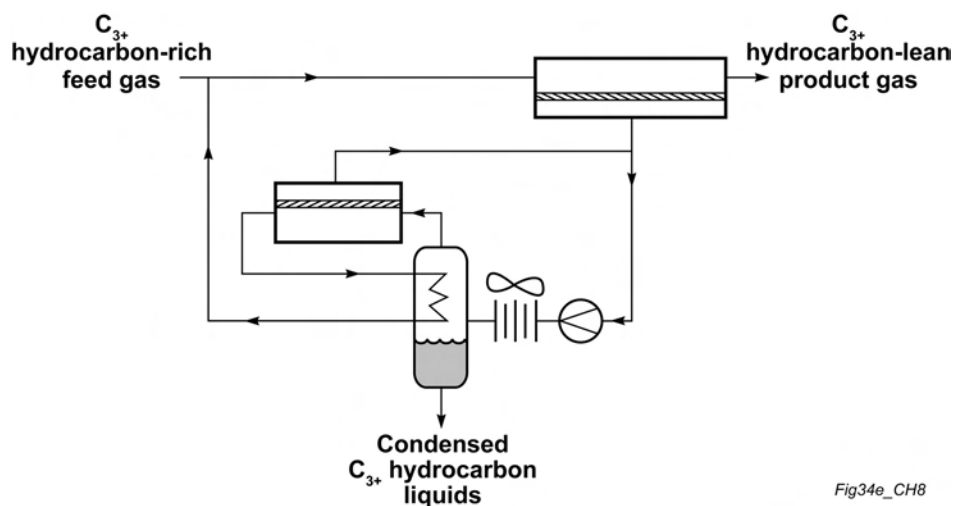 C₃₊
hydrocarbon-rich
feed gas
C₃₊
hydrocarbon-lean
product gas
Condensed
C₃₊ hydrocarbon
liquids
Fig34e_CH8